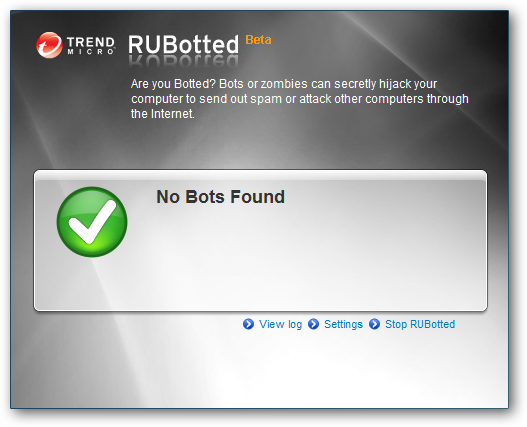 TREND MICRO RUBotted Beta
Are you Botted? Bots or zombies can secretly hijack your
computer to send out spam or attack other computers through
the Internet.
No Bots Found
View log Settings Stop RUBotted